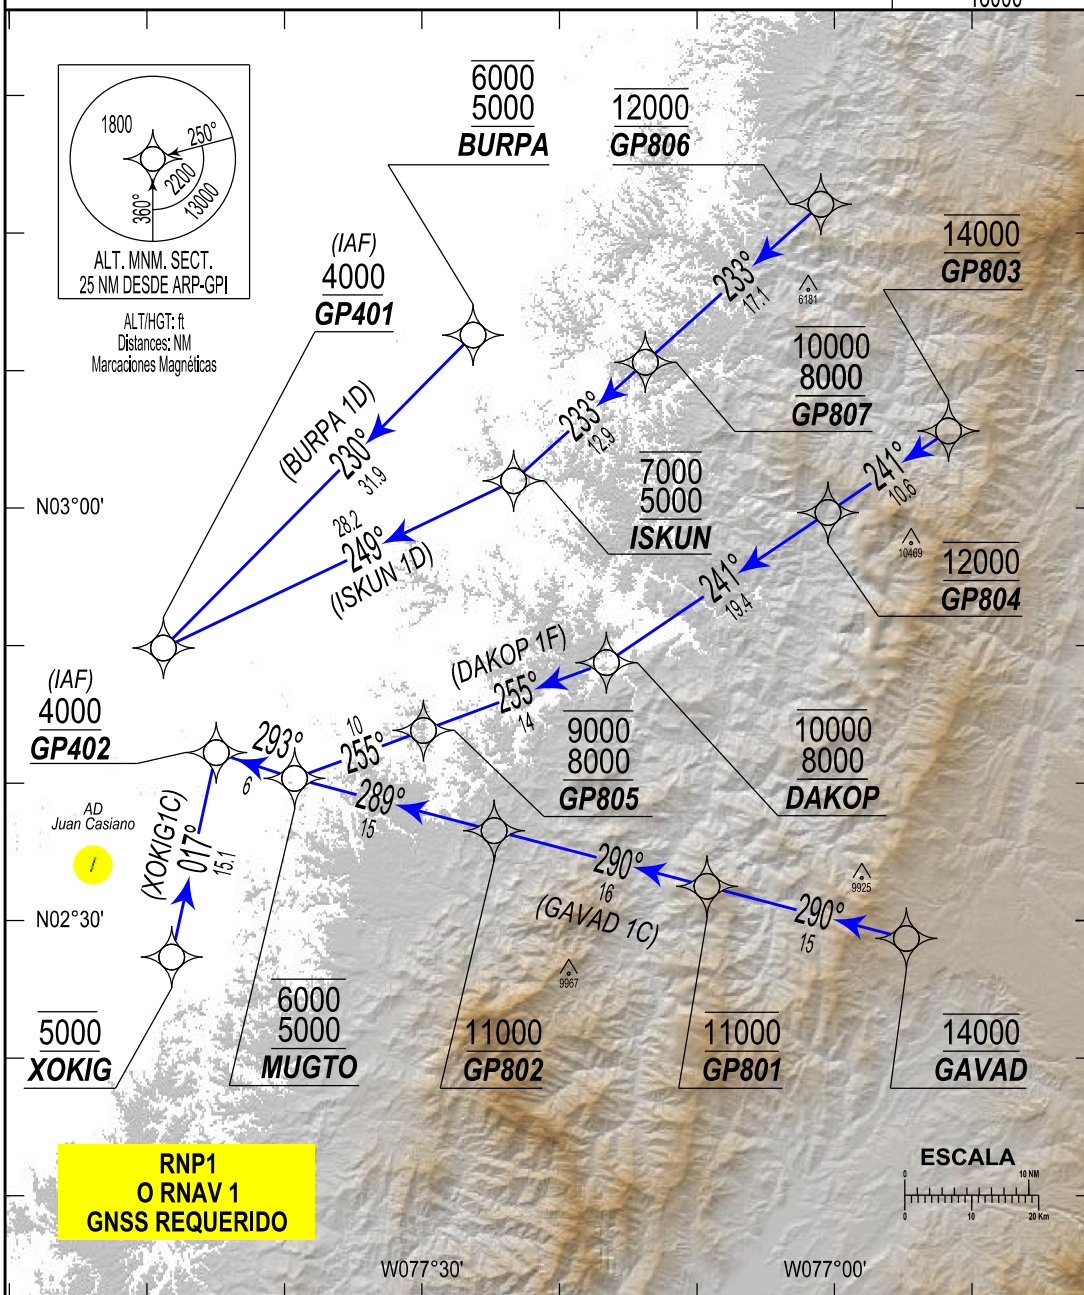 10000
6000
5000
BURPA
12000
GP806
1800
250°
2200
13000
360°
ALT. MNM. SECT.
25 NM DESDE ARP-GPI
ALT/HGT: ft
Distances: NM
Marcaciones Magnéticas
(IAF)
4000
GP401
14000
GP803
233°
17.1
6181
10000
8000
GP807
(BURPA 1D)
230°
31.9
233°
12.9
7000
5000
ISKUN
241°
10.6
10469
N03°00'
28.2
249°
(ISKUN 1D)
12000
GP804
241°
19.4
(IAF)
4000
GP402
(DAKOP 1F)
255°
14
293°
6
10
255°
9000
8000
GP805
10000
8000
DAKOP
289°
15
AD
Juan Casiano
(XOKIG1C)
017°
15.1
290°
16
(GAVAD 1C)
9925
290°
15
N02°30'
9967
5000
XOKIG
6000
5000
MUGTO
11000
GP802
11000
GP801
14000
GAVAD
RNP1
O RNAV 1
GNSS REQUERIDO
ESCALA
0 10 NM
0 10 20 Km
W077°30'
W077°00'